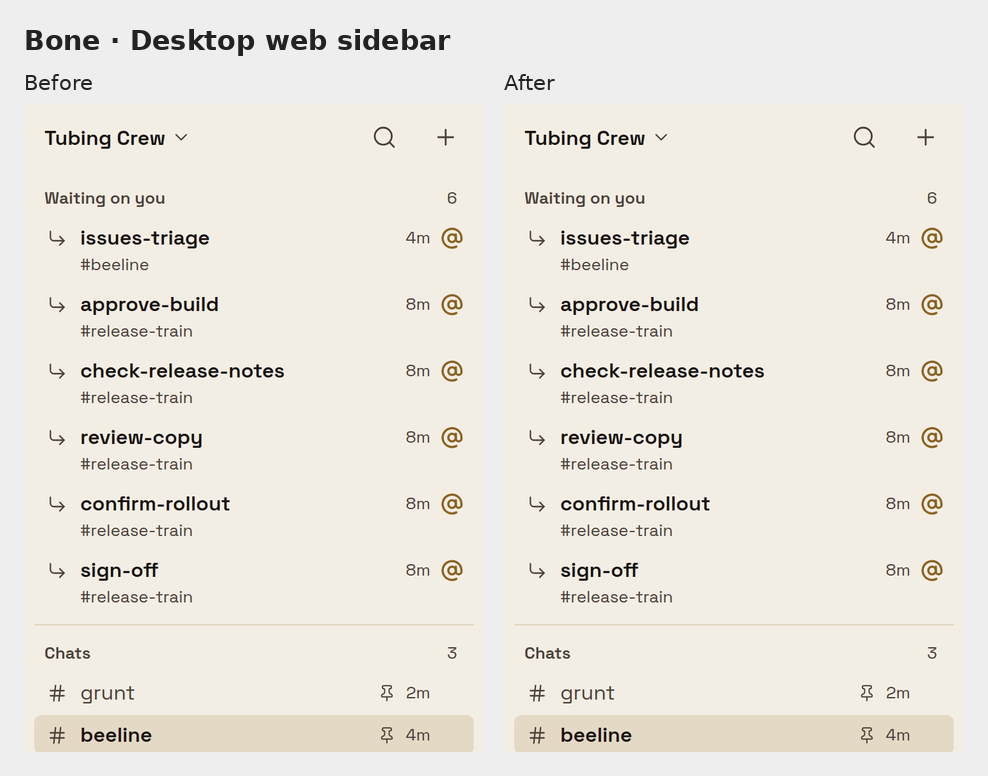 Bone · Desktop web sidebar
Before
Tubing Crew
Waiting on you 6
issues-triage 4m @
#beeline
approve-build 8m @
#release-train
check-release-notes 8m @
#release-train
review-copy 8m @
#release-train
confirm-rollout 8m @
#release-train
sign-off 8m @
#release-train
Chats 3
# grunt 2m
# beeline 4m
After
Tubing Crew
Waiting on you 6
issues-triage 4m @
#beeline
approve-build 8m @
#release-train
check-release-notes 8m @
#release-train
review-copy 8m @
#release-train
confirm-rollout 8m @
#release-train
sign-off 8m @
#release-train
Chats 3
# grunt 2m
# beeline 4m